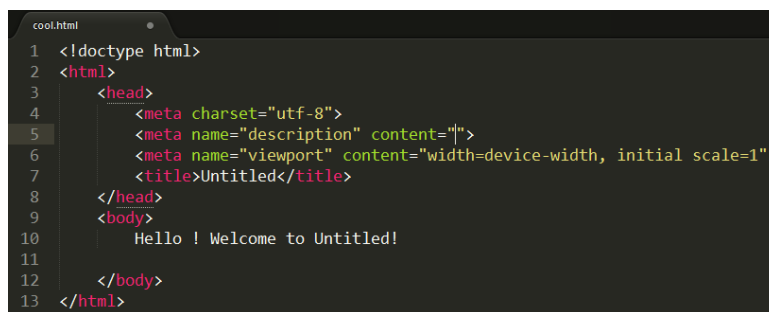 cool.html
1 <!doctype html>
2 <html>
3     <head>
4         <meta charset="utf-8">
5         <meta name="description" content="">
6         <meta name="viewport" content="width=device-width, initial scale=1"
7         <title>Untitled</title>
8     </head>
9     <body>
10         Hello ! Welcome to Untitled!
11
12     </body>
13 </html>